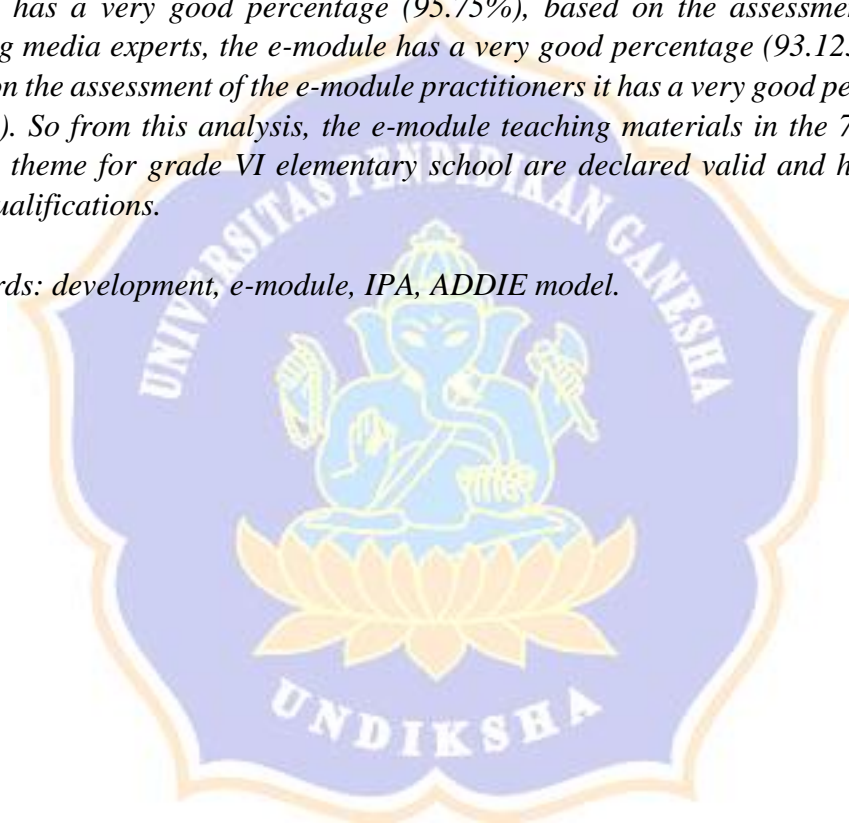 has a very good percentage (95.75%), based on the assessmen
g media experts, the e-module has a very good percentage (93.12
on the assessment of the e-module practitioners it has a very good pe
). So from this analysis, the e-module teaching materials in the 7
theme for grade VI elementary school are declared valid and h
ualifications.
rds: development, e-module, IPA, ADDIE model.
UNIVERSITAS PENDIDIKAN GANESHA
UNDIKSHA